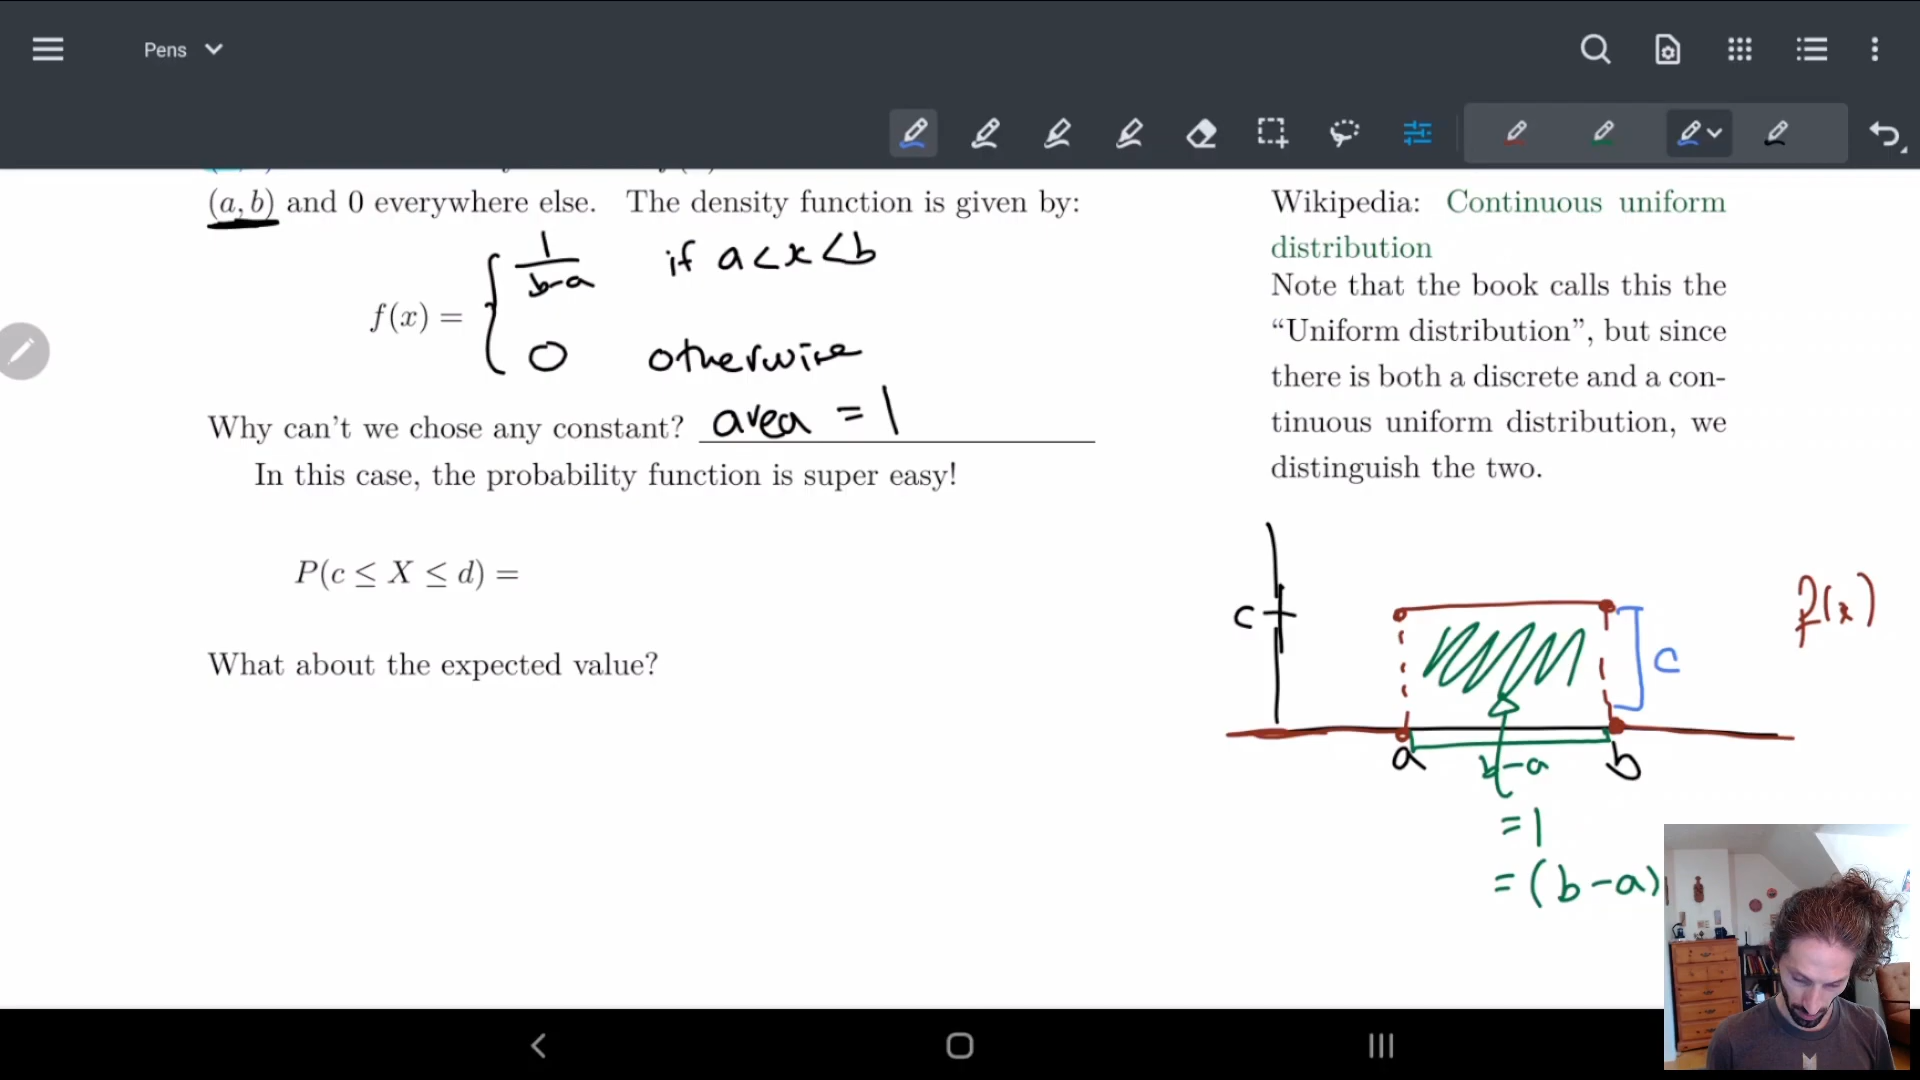 Pens
(a, b) and 0 everywhere else. The density function is given by:
f(x) = { 1/b-a if a<x<b
0 otherwise
Why can't we chose any constant? area = 1
In this case, the probability function is super easy!
P(c ≤ X ≤ d) =
What about the expected value?
Wikipedia: Continuous uniform
distribution
Note that the book calls this the
“Uniform distribution”, but since
there is both a discrete and a con-
tinuous uniform distribution, we
distinguish the two.
f(x)
c
c
a b-a b
=1
=(b-a)